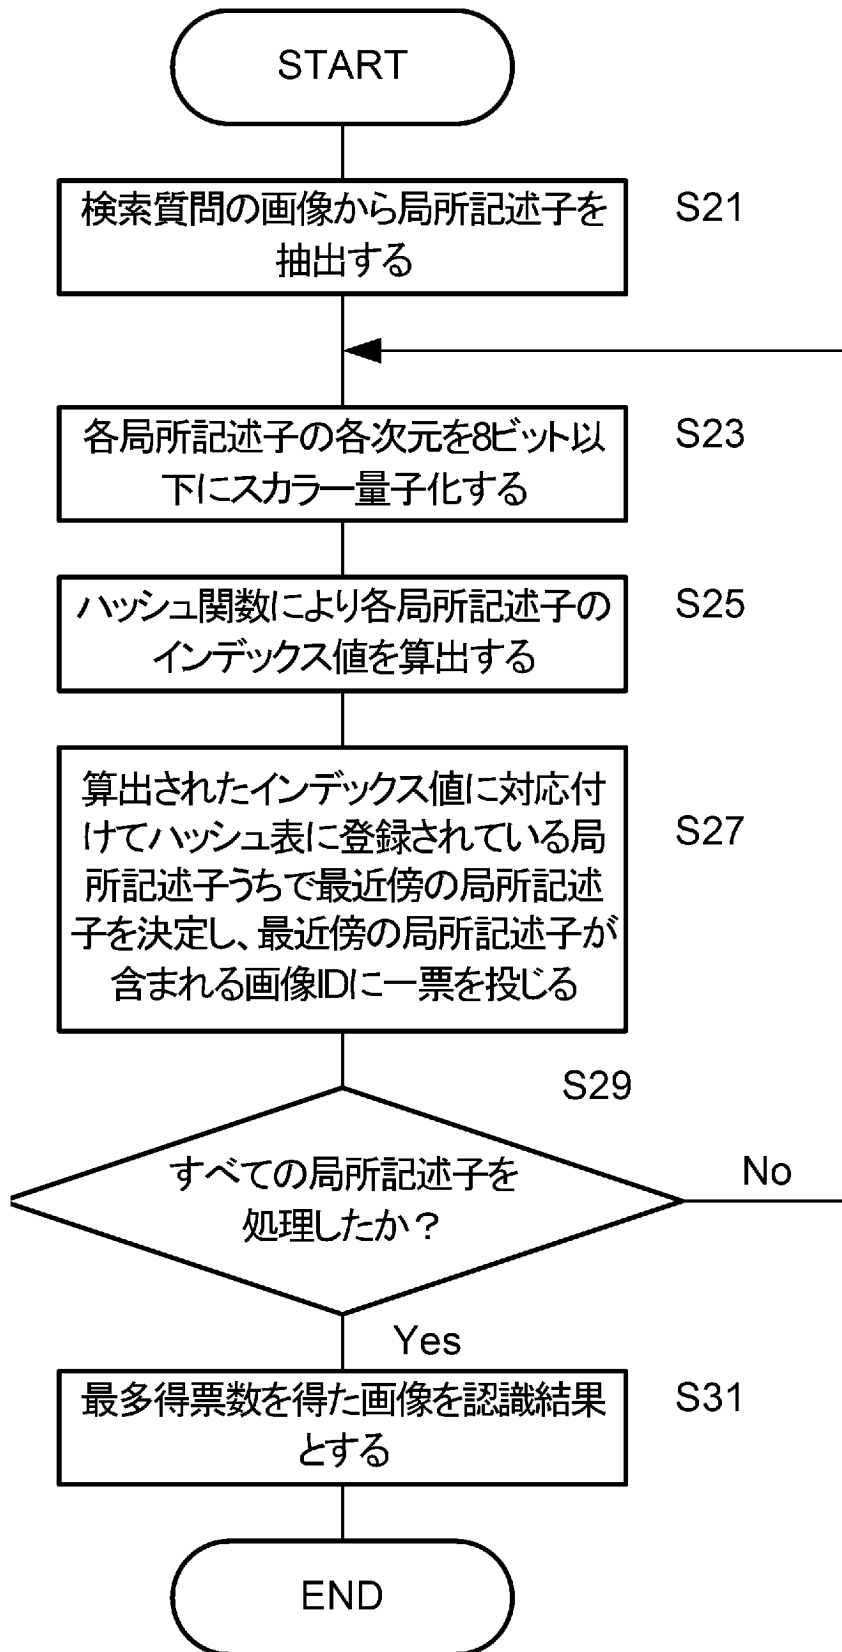 START
検索質問の画像から局所記述子を
抽出する
S21
各局所記述子の各次元を8ビット以
下にスカラー量子化する
S23
ハッシュ関数により各局所記述子の
インデックス値を算出する
S25
算出されたインデックス値に対応付
けてハッシュ表に登録されている局
所記述子うちで最近傍の局所記述
子を決定し、最近傍の局所記述子が
含まれる画像IDに一票を投じる
S27
S29
すべての局所記述子を
処理したか？
No
Yes
最多得票数を得た画像を認識結果
とする
S31
END